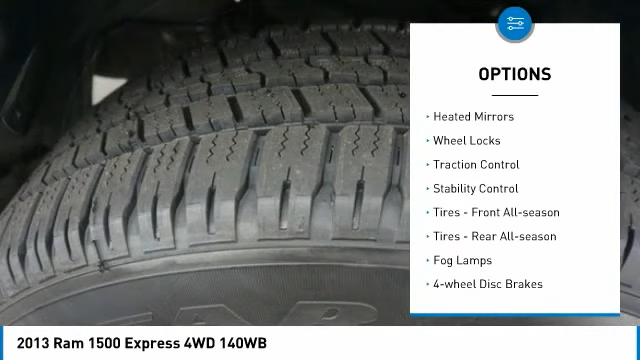 OPTIONS
Heated Mirrors
Wheel Locks
Traction Control
Stability Control
Tires - Front All-season
Tires - Rear All-season
Fog Lamps
4-wheel Disc Brakes
2013 Ram 1500 Express 4WD 140WB